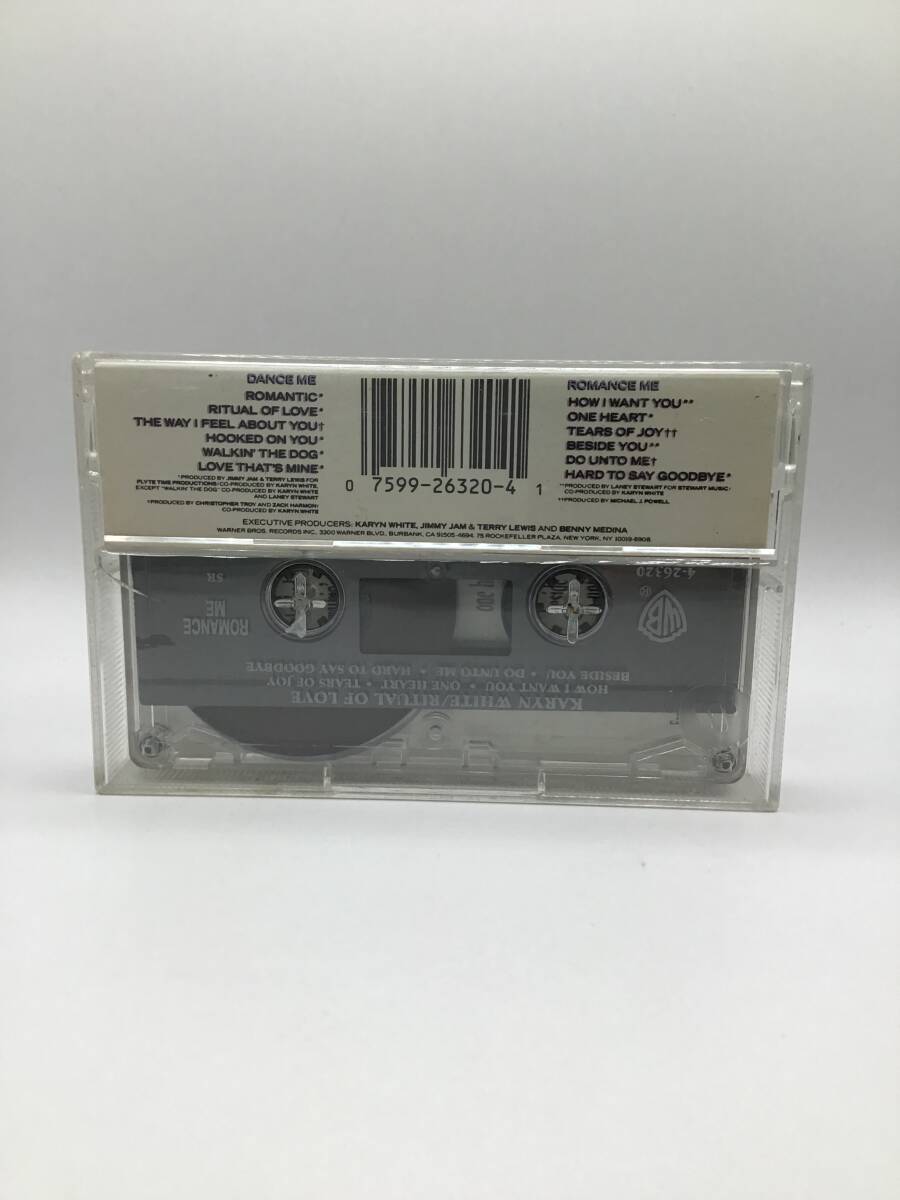 DANCE ME
ROMANTIC*
RITUAL OF LOVE*
THE WAY I FEEL ABOUT YOU†
HOOKED ON YOU*
WALKIN' THE DOG*
LOVE THAT'S MINE*
*PRODUCED BY JIMMY JAM & TERRY LEWIS FOR
FLYTE TYME PRODUCTIONS; CO-PRODUCED BY KARYN WHITE,
EXCEPT "WALKIN' THE DOG" CO-PRODUCED BY KARYN WHITE
AND LANEY STEWART
†PRODUCED BY CHRISTOPHER TROY AND ZACK HARMON;
CO-PRODUCED BY KARYN WHITE
0 7599-26320-4 1
ROMANCE ME
HOW I WANT YOU**
ONE HEART*
TEARS OF JOY††
BESIDE YOU**
DO UNTO ME†
HARD TO SAY GOODBYE*
**PRODUCED BY LANEY STEWART FOR STEWART MUSIC;
CO-PRODUCED BY KARYN WHITE
††PRODUCED BY MICHAEL J. POWELL
EXECUTIVE PRODUCERS: KARYN WHITE, JIMMY JAM & TERRY LEWIS AND BENNY MEDINA
WARNER BROS. RECORDS INC. 3300 WARNER BLVD., BURBANK, CA 91505-4694. 75 ROCKEFELLER PLAZA, NEW YORK, NY 10019-6908.
KARYN WHITE/RITUAL OF LOVE
HOW I WANT YOU • ONE HEART • TEARS OF JOY
BESIDE YOU • DO UNTO ME • HARD TO SAY GOODBYE
WB ®
4-26320
ROMANCE
ME
SR